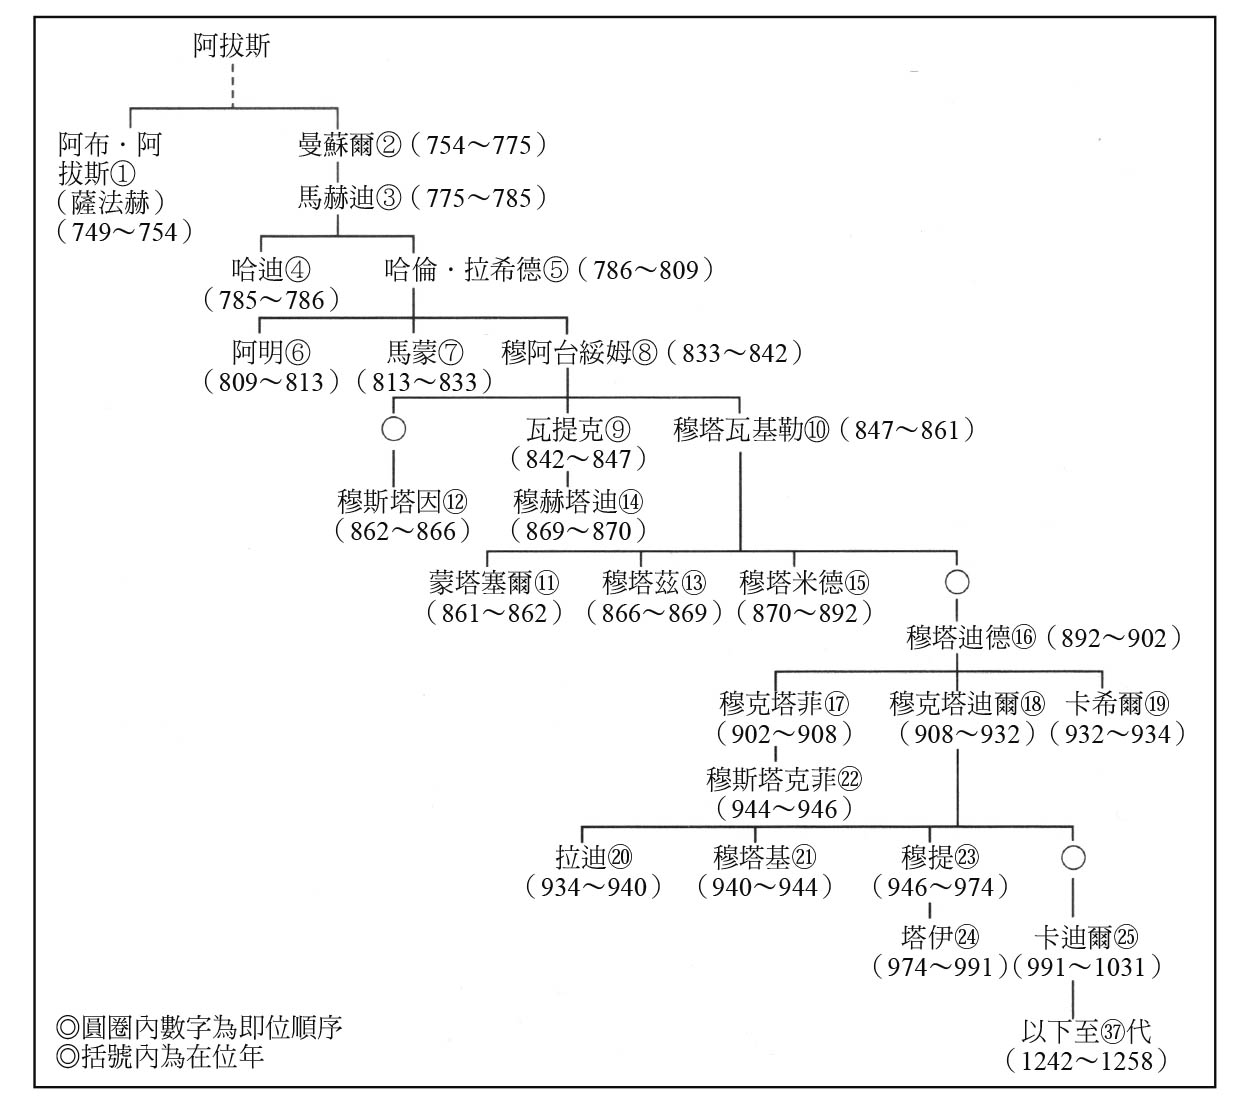 阿拔斯
阿布·阿
拔斯①
（薩法赫）
（749～754）
曼蘇爾②（754～775）
馬赫迪③（775～785）
哈迪④
（785～786）
哈倫·拉希德⑤（786～809）
阿明⑥
（809～813）
馬蒙⑦
（813～833）
穆阿台綏姆⑧（833～842）
瓦提克⑨
（842～847）
穆塔瓦基勒⑩（847～861）
穆斯塔因⑫
（862～866）
穆赫塔迪⑭
（869～870）
蒙塔塞爾⑪
（861～862）
穆塔茲⑬
（866～869）
穆塔米德⑮
（870～892）
穆塔迪德⑯（892～902）
穆克塔菲⑰
（902～908）
穆克塔迪爾⑱
（908～932）
卡希爾⑲
（932～934）
穆斯塔克菲㉒
（944～946）
拉迪⑳
（934～940）
穆塔基㉑
（940～944）
穆提㉓
（946～974）
塔伊㉔
（974～991）
卡迪爾㉕
（991～1031）
以下至㊲代
（1242～1258）
◎圓圈內數字為即位順序
◎括號內為在位年